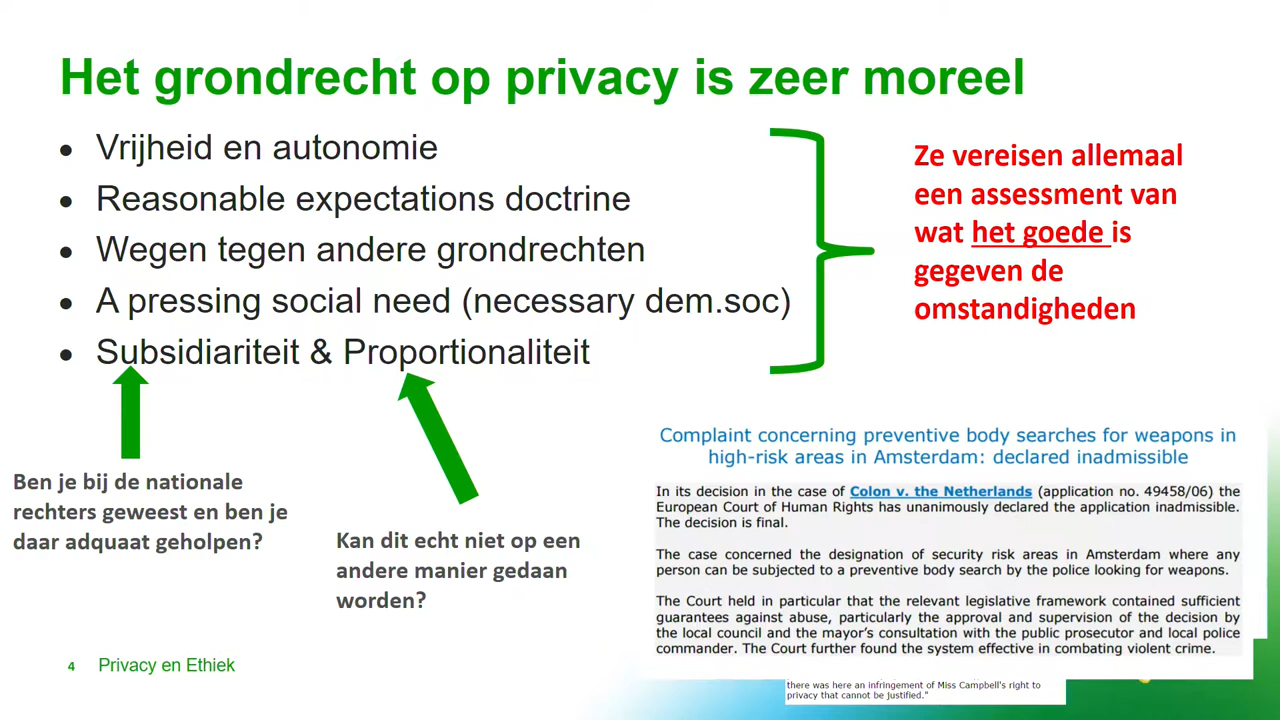 Het grondrecht op privacy is zeer moreel
• Vrijheid en autonomie
• Reasonable expectations doctrine
• Wegen tegen andere grondrechten
• A pressing social need (necessary dem.soc)
• Subsidiariteit & Proportionaliteit
Ze vereisen allemaal
een assessment van
wat het goede is
gegeven de
omstandigheden
Ben je bij de nationale
rechters geweest en ben je
daar adquaat geholpen?
Kan dit echt niet op een
andere manier gedaan
worden?
Complaint concerning preventive body searches for weapons in
high-risk areas in Amsterdam: declared inadmissible
In its decision in the case of Colon v. the Netherlands (application no. 49458/06) the
European Court of Human Rights has unanimously declared the application inadmissible.
The decision is final.
The case concerned the designation of security risk areas in Amsterdam where any
person can be subjected to a preventive body search by the police looking for weapons.
The Court held in particular that the relevant legislative framework contained sufficient
guarantees against abuse, particularly the approval and supervision of the decision by
the local council and the mayor's consultation with the public prosecutor and local police
commander. The Court further found the system effective in combating violent crime.
there was here an infringement of Miss Campbell's right to
privacy that cannot be justified."
4 Privacy en Ethiek